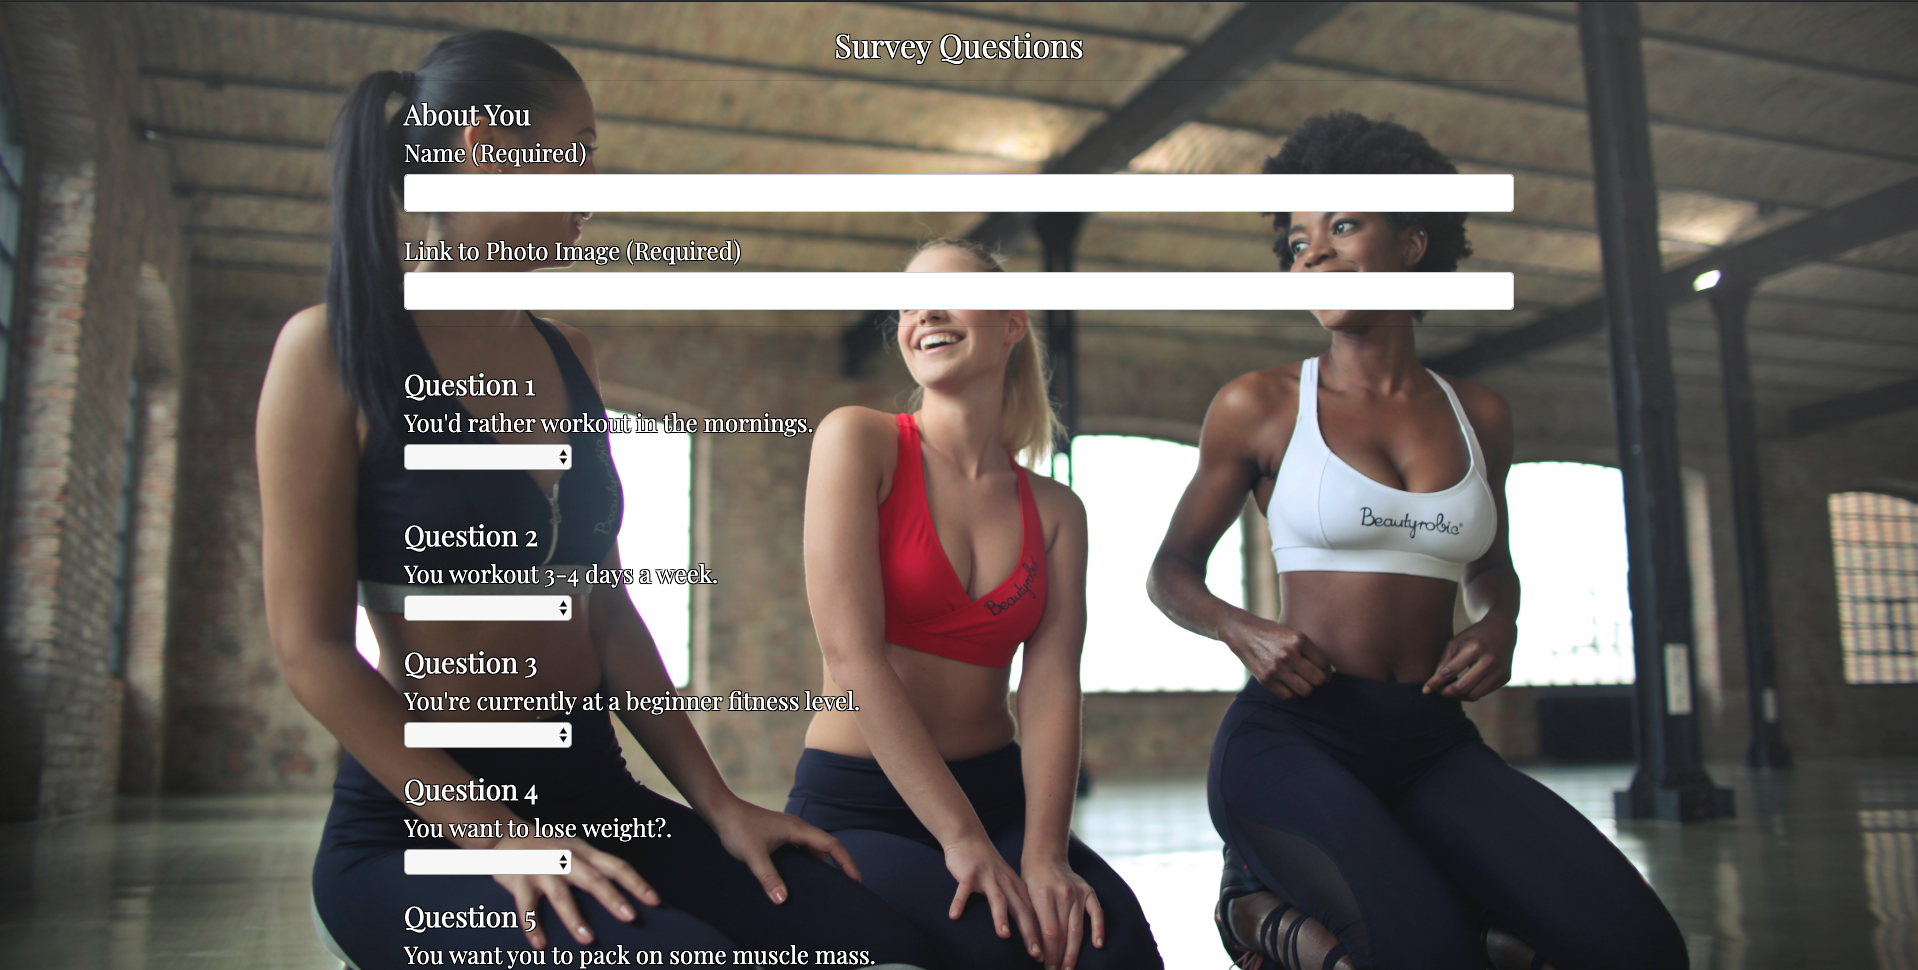 Survey Questions
About You
Name (Required)
Link to Photo Image (Required)
Question 1
You'd rather workout in the mornings.
Question 2
You workout 3-4 days a week.
Question 3
You're currently at a beginner fitness level.
Question 4
You want to lose weight?.
Question 5
You want you to pack on some muscle mass.
Beautyrobic
Beautyrobic